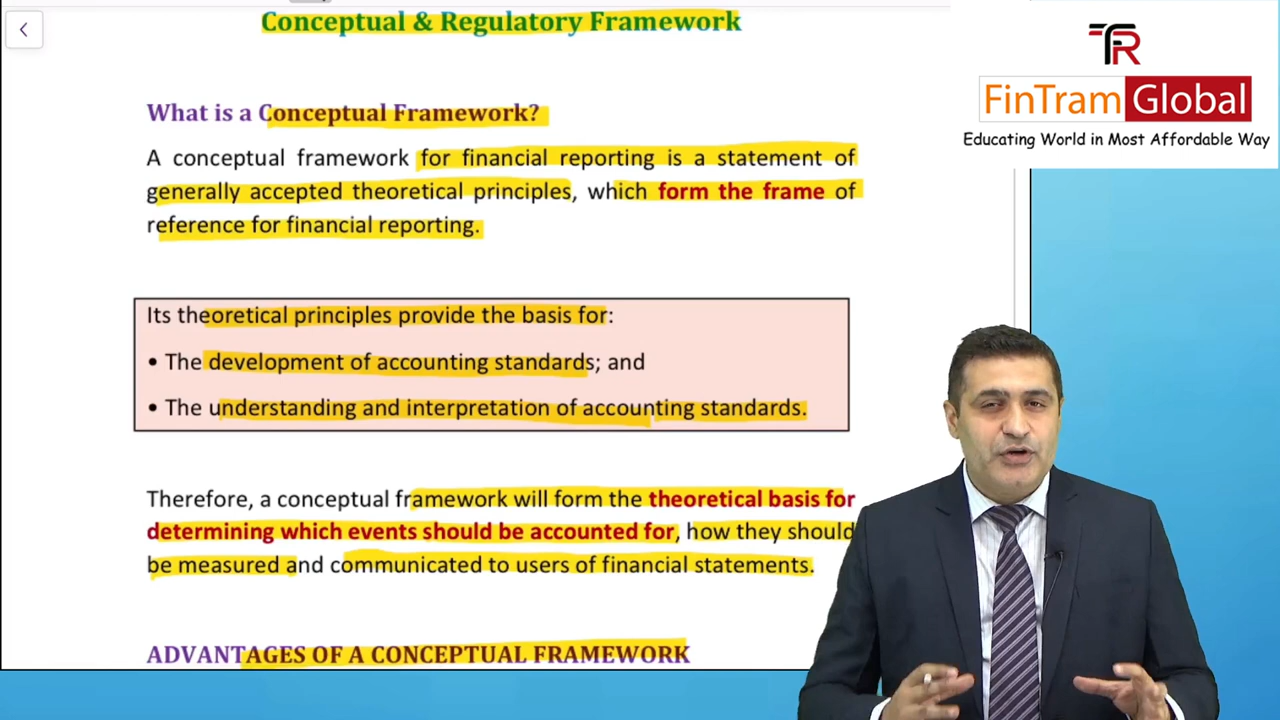 Conceptual & Regulatory Framework
What is a Conceptual Framework?
A conceptual framework for financial reporting is a statement of
generally accepted theoretical principles, which form the frame of
reference for financial reporting.
Its theoretical principles provide the basis for:
• The development of accounting standards; and
• The understanding and interpretation of accounting standards.
Therefore, a conceptual framework will form the theoretical basis for
determining which events should be accounted for, how they should
be measured and communicated to users of financial statements.
ADVANTAGES OF A CONCEPTUAL FRAMEWORK
TR
FinTram Global
Educating World in Most Affordable Way